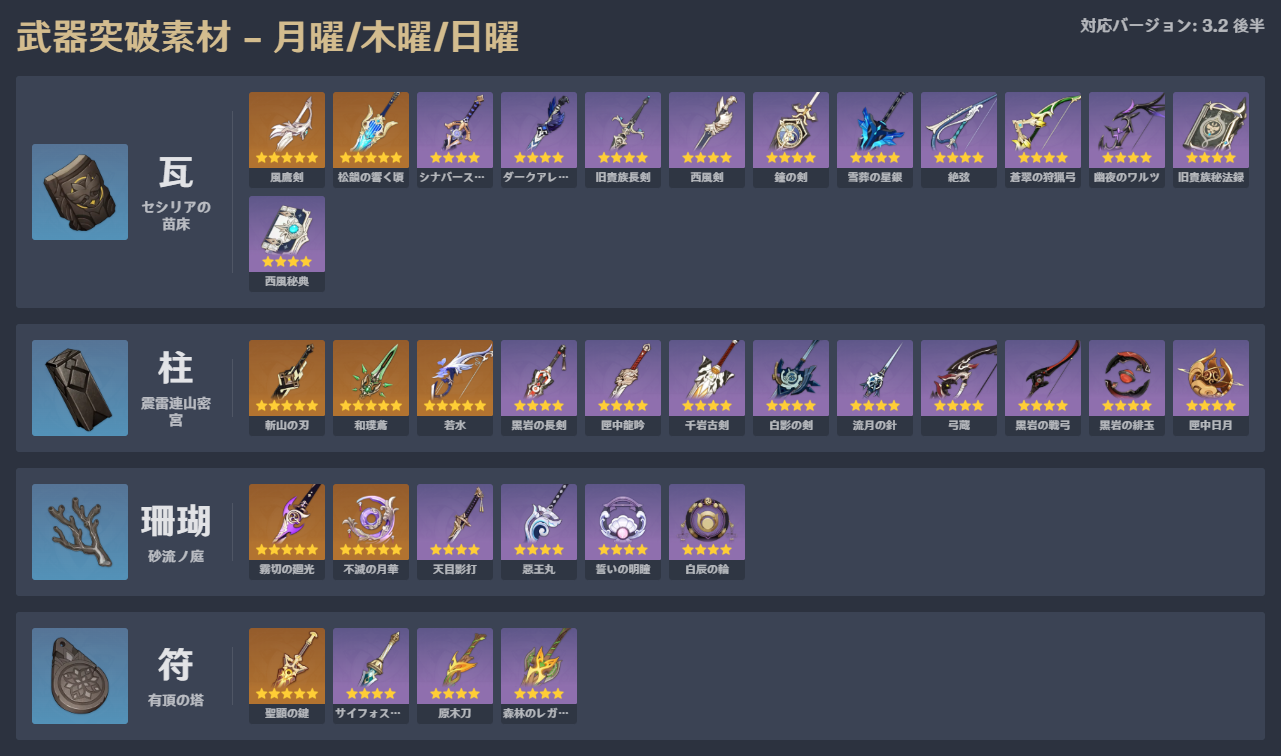 武器突破素材 – 月曜/木曜/日曜
対応バージョン: 3.2 後半
瓦
セシリアの
苗床
風鷹剣
松韻の響く頃
シナバース…
ダークアレ…
旧貴族長剣
西風剣
鐘の剣
雪葬の星銀
絶弦
蒼翠の狩猟弓
幽夜のワルツ
旧貴族秘法録
西風秘典
柱
震雷連山密
宮
斬山の刃
和璞鳶
若水
黒岩の長剣
匣中龍吟
千岩古剣
白影の剣
流月の針
弓蔵
黒岩の戦弓
黒岩の緋玉
匣中日月
珊瑚
砂流ノ庭
霧切の廻光
不滅の月華
天目影打
惡王丸
誓いの明瞳
白辰の輪
符
有頂の塔
聖顕の鍵
サイフォス…
原木刀
森林のレガ…